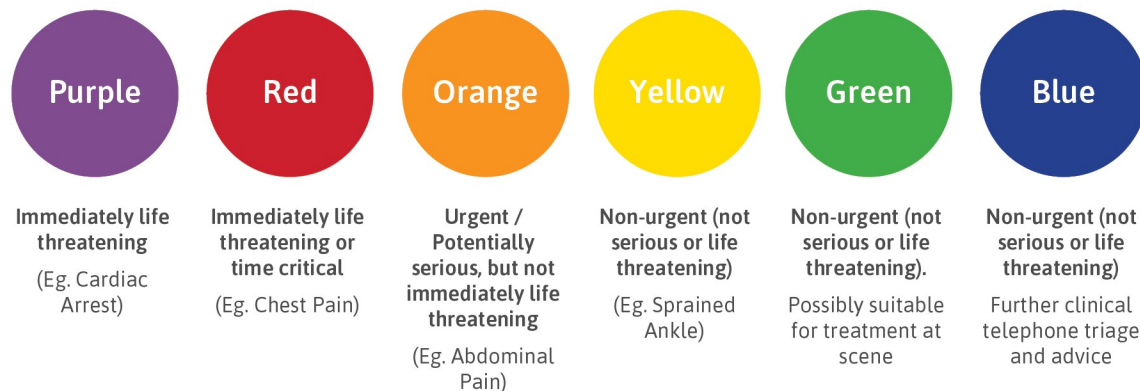 Purple
Red
Orange
Yellow
Green
Blue
Immediately life
threatening
(Eg. Cardiac
Arrest)
Immediately life
threatening or
time critical
(Eg. Chest Pain)
Urgent /
Potentially
serious, but not
immediately life
threatening
(Eg. Abdominal
Pain)
Non-urgent (not
serious or life
threatening)
(Eg. Sprained
Ankle)
Non-urgent (not
serious or life
threatening).
Possibly suitable
for treatment at
scene
Non-urgent (not
serious or life
threatening)
Further clinical
telephone triage
and advice